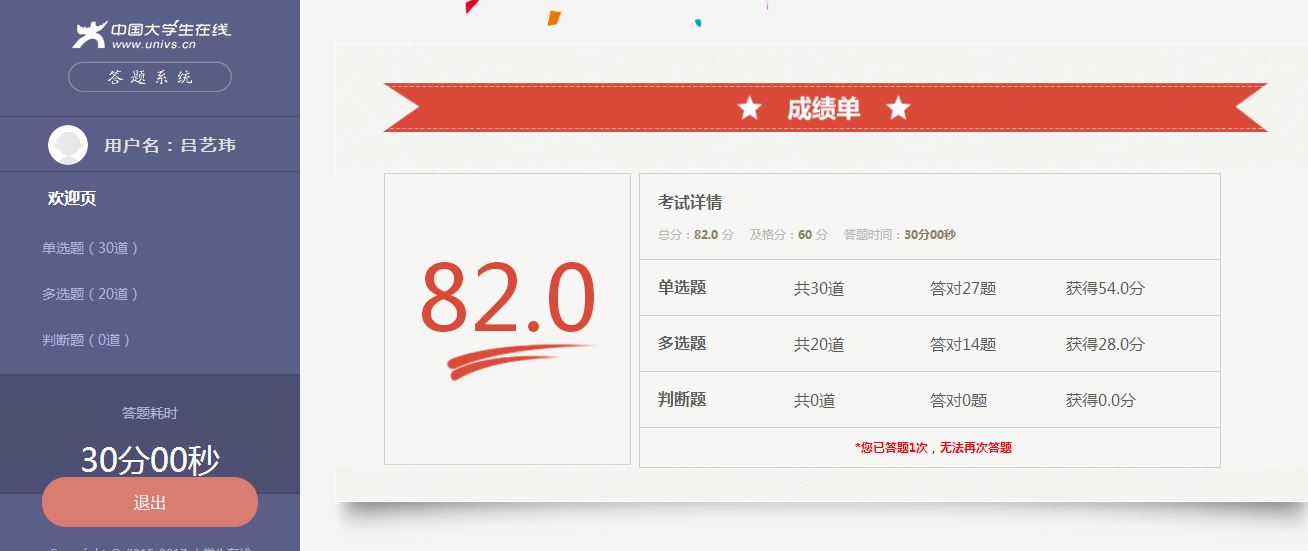 中国大学生在线
www.univs.cn
答题系统
用户名：吕艺玮
欢迎页
单选题（30道）
多选题（20道）
判断题（0道）
答题耗时
30分00秒
退出
成绩单
82.0
考试详情
总分：82.0 分 及格分：60 分 答题时间：30分00秒
单选题 共30道 答对27题 获得54.0分
多选题 共20道 答对14题 获得28.0分
判断题 共0道 答对0题 获得0.0分
*您已答题1次，无法再次答题